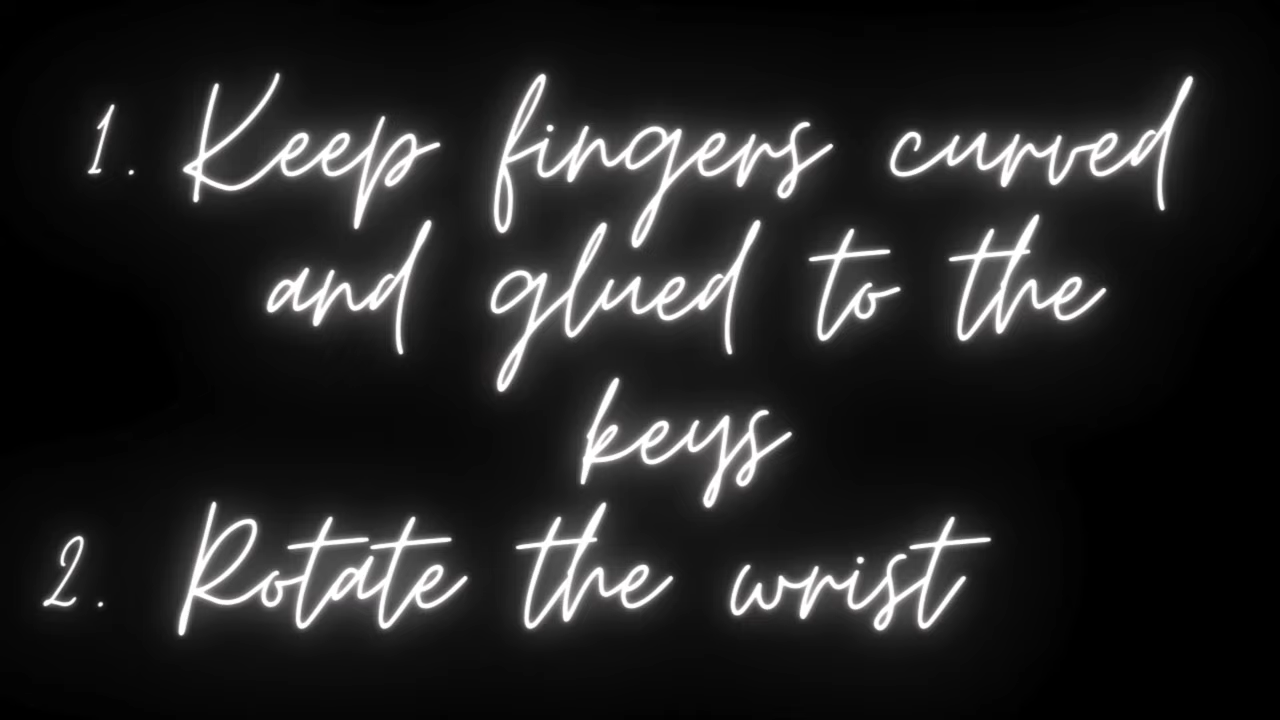 1. Keep fingers curved
and glued to the
keys
2. Rotate the wrist